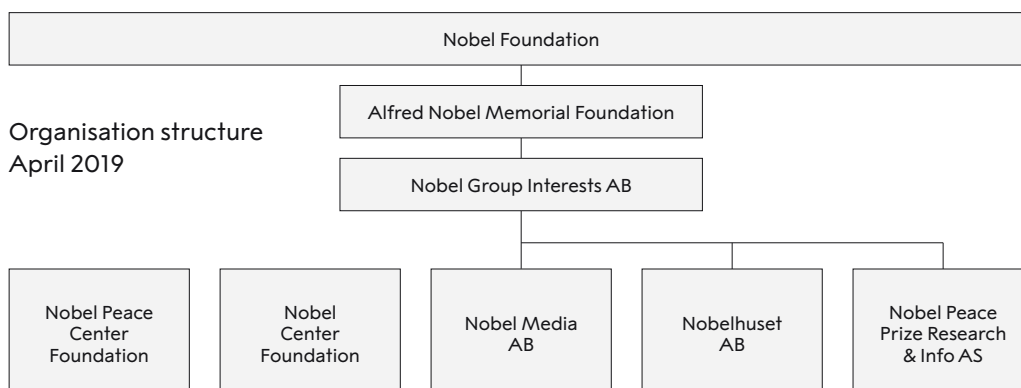 Nobel Foundation
Alfred Nobel Memorial Foundation
Organisation structure
April 2019
Nobel Group Interests AB
Nobel Peace
Center
Foundation
Nobel
Center
Foundation
Nobel Media
AB
Nobelhuset
AB
Nobel Peace
Prize Research
& Info AS